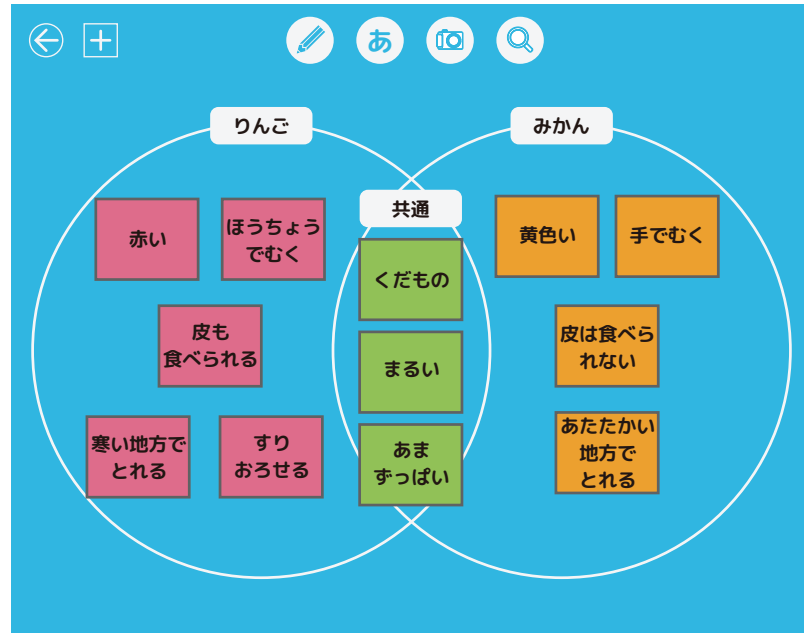 あ
りんご
みかん
共通
赤い
ほうちょう
でむく
皮も
食べられる
寒い地方で
とれる
すり
おろせる
くだもの
まるい
あま
ずっぱい
黄色い
手でむく
皮は食べら
れない
あたたかい
地方で
とれる